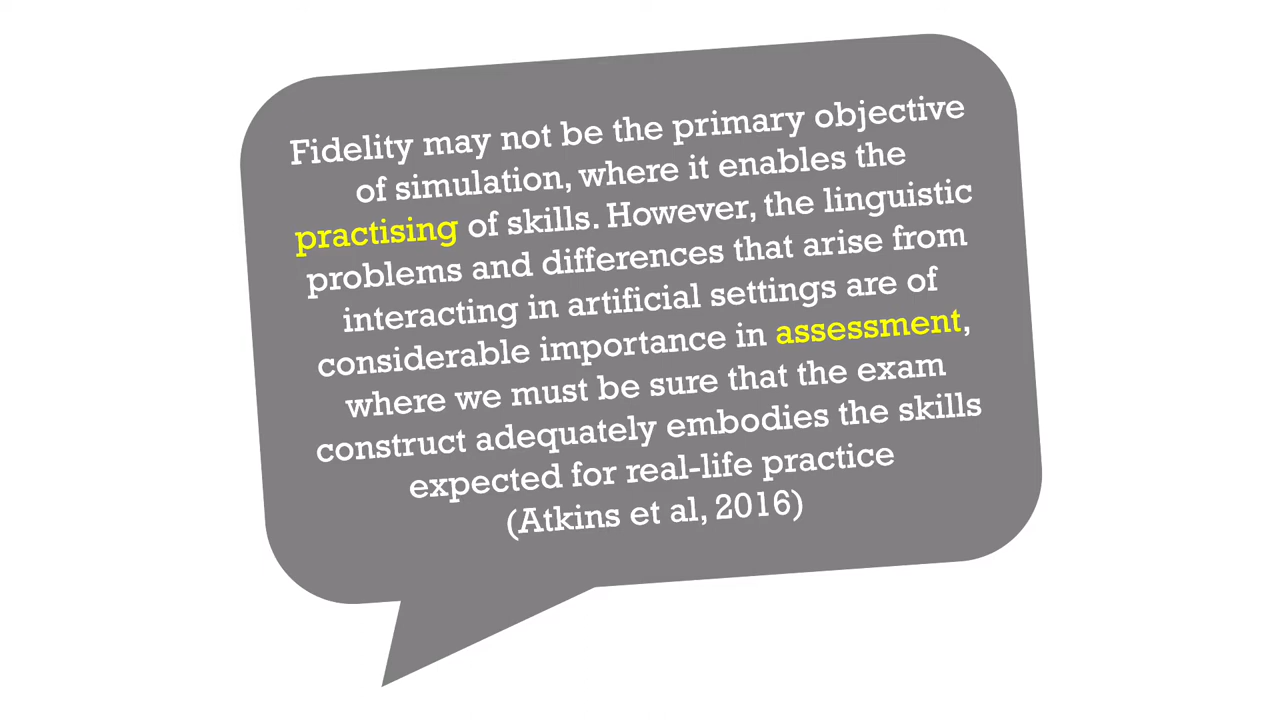 Fidelity may not be the primary objective
of simulation, where it enables the
practising of skills. However, the linguistic
problems and differences that arise from
interacting in artificial settings are of
considerable importance in assessment,
where we must be sure that the exam
construct adequately embodies the skills
expected for real-life practice
(Atkins et al, 2016)